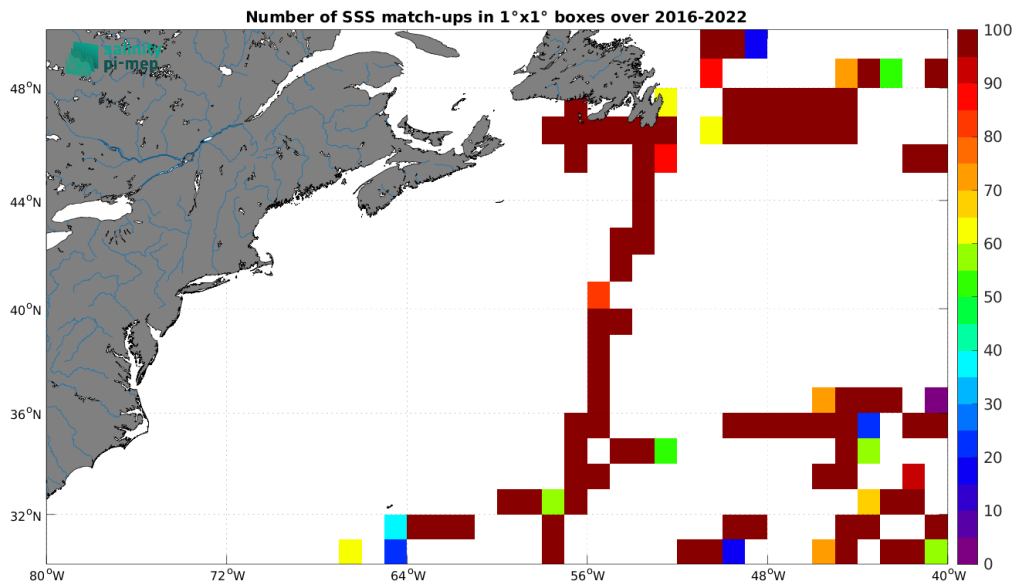 Number of SSS match-ups in 1°x1° boxes over 2016-2022
salinity
pi-mep
48°N
44°N
40°N
36°N
32°N
80°W 72°W 64°W 56°W 48°W 40°W
100
90
80
70
60
50
40
30
20
10
0